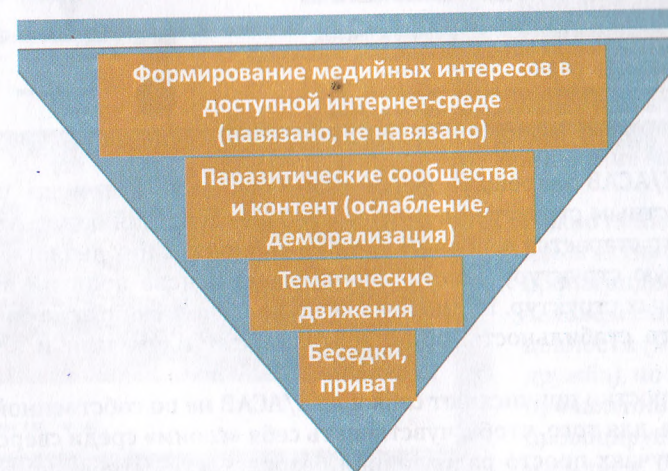 Формирование медийных интересов в
доступной интернет-среде
(навязано, не навязано)
Паразитические сообщества
и контент (ослабление,
деморализация)
Тематические
движения
Беседки,
приват